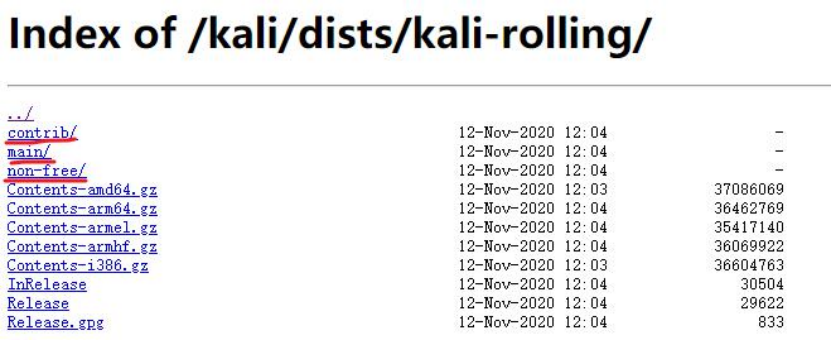 Index of /kali/dists/kali-rolling/
../
contrib/ 12-Nov-2020 12:04 -
main/ 12-Nov-2020 12:04 -
non-free/ 12-Nov-2020 12:04 -
Contents-amd64.gz 12-Nov-2020 12:03 37086069
Contents-arm64.gz 12-Nov-2020 12:04 36462769
Contents-armel.gz 12-Nov-2020 12:04 35417140
Contents-armhf.gz 12-Nov-2020 12:04 36069922
Contents-i386.gz 12-Nov-2020 12:03 36604763
InRelease 12-Nov-2020 12:04 30504
Release 12-Nov-2020 12:04 29622
Release.gpg 12-Nov-2020 12:04 833